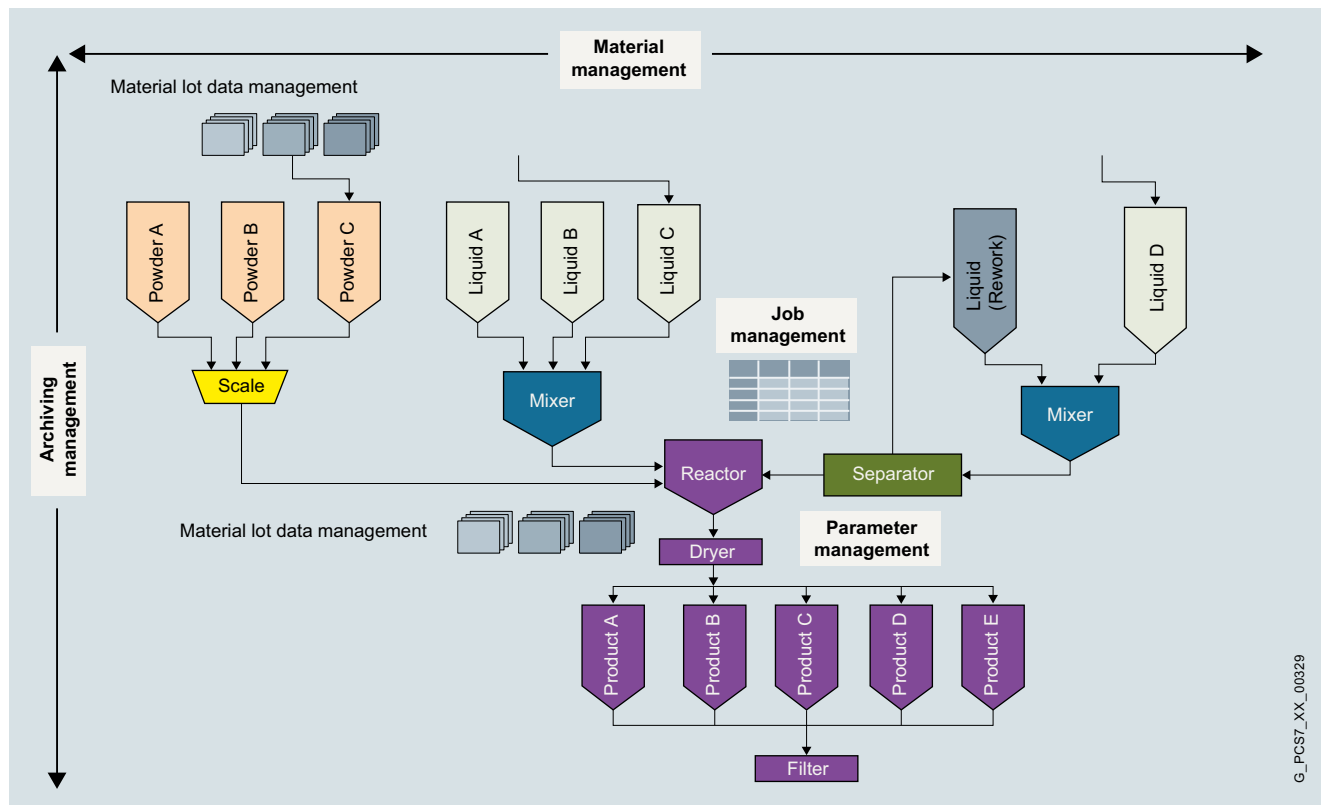 Material
management
Material lot data management
Powder A
Powder B
Powder C
Liquid A
Liquid B
Liquid C
Liquid
(Rework)
Liquid D
Job
management
Archiving
management
Scale
Mixer
Mixer
Reactor
Separator
Material lot data management
Parameter
management
Dryer
Product A
Product B
Product C
Product D
Product E
Filter
G_PCS7_XX_00329